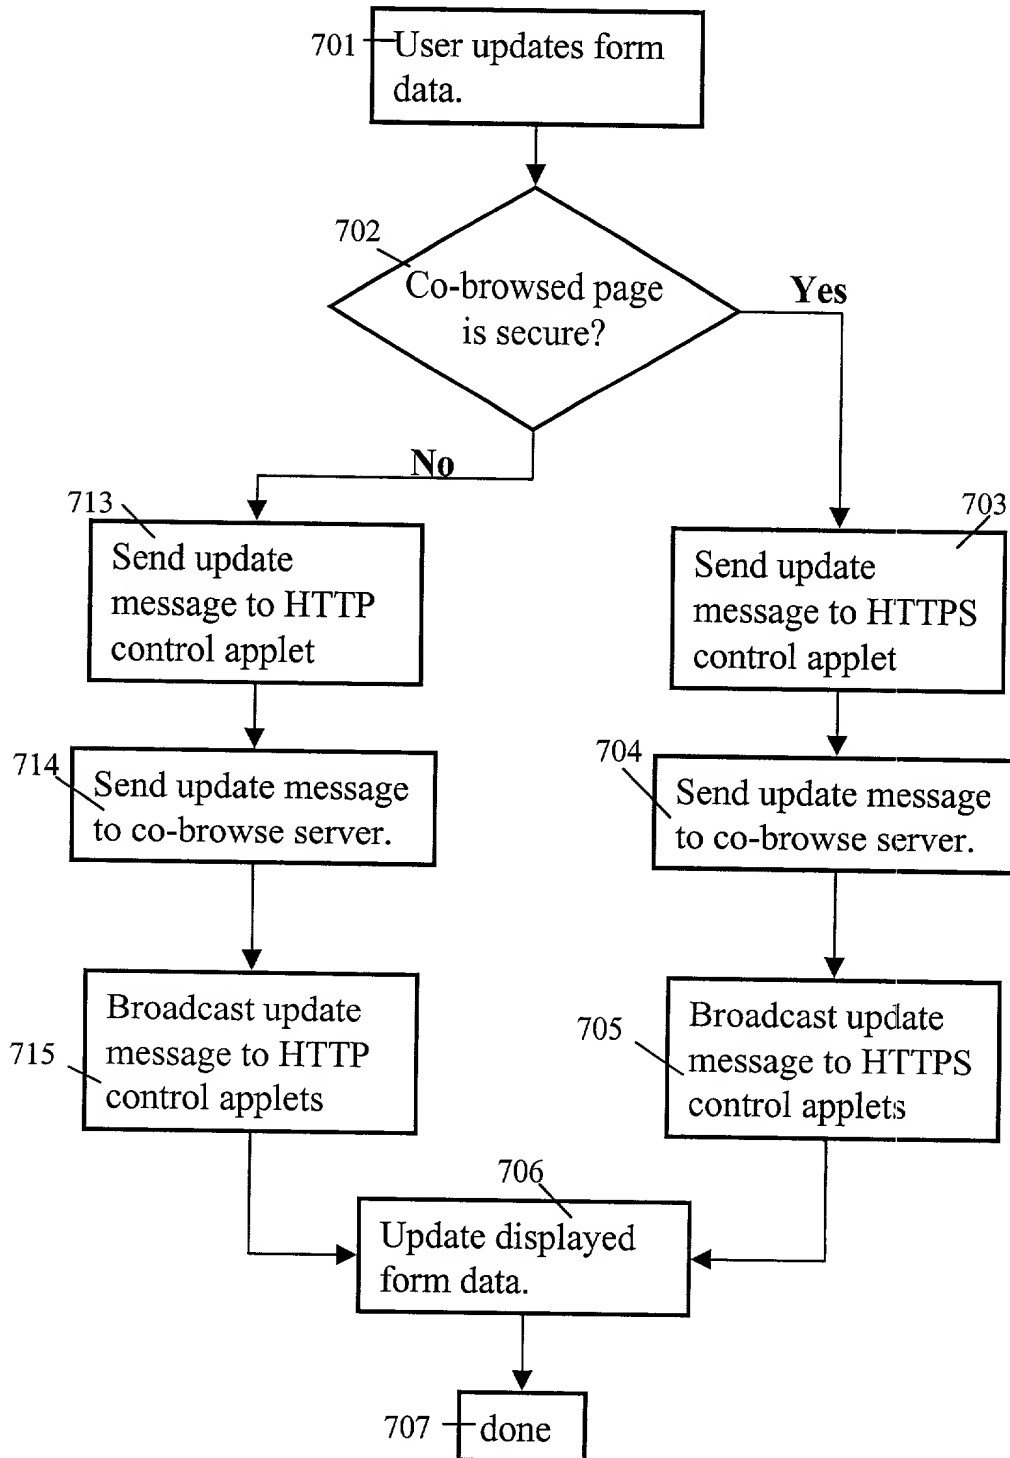 701
User updates form
data.
702
Co-browsed page
is secure?
Yes
No
713
Send update
message to HTTP
control applet
703
Send update
message to HTTPS
control applet
714
Send update message
to co-browse server.
704
Send update message
to co-browse server.
715
Broadcast update
message to HTTP
control applets
705
Broadcast update
message to HTTPS
control applets
706
Update displayed
form data.
707
done